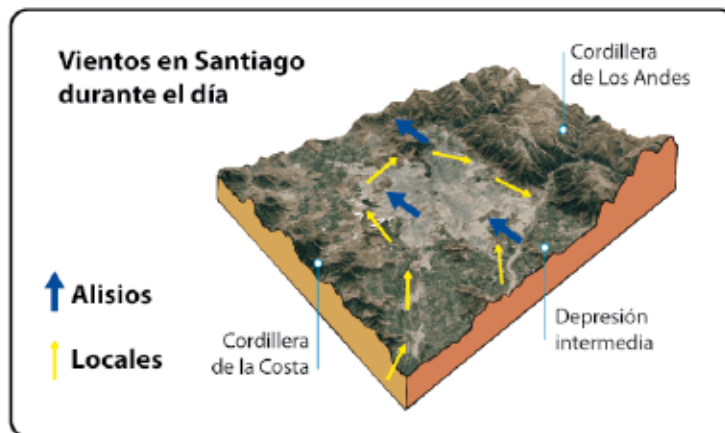 Vientos en Santiago
durante el día
Cordillera
de Los Andes
Alisios
Locales
Cordillera
de la Costa
Depresión
intermedia